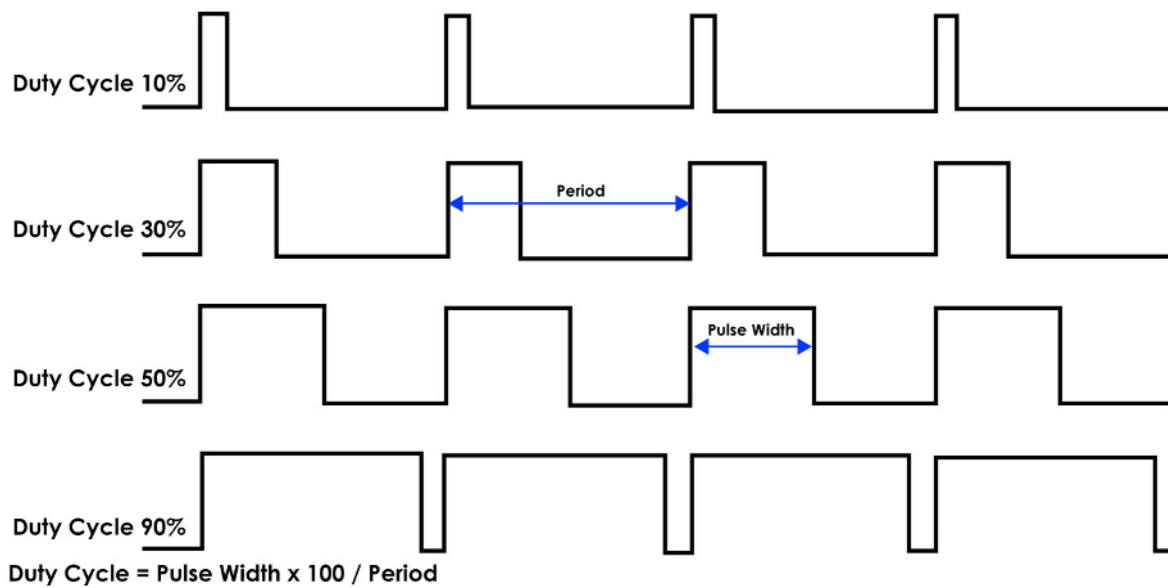 Duty Cycle 10%
Period
Duty Cycle 30%
Pulse Width
Duty Cycle 50%
Duty Cycle 90%
Duty Cycle = Pulse Width x 100 / Period